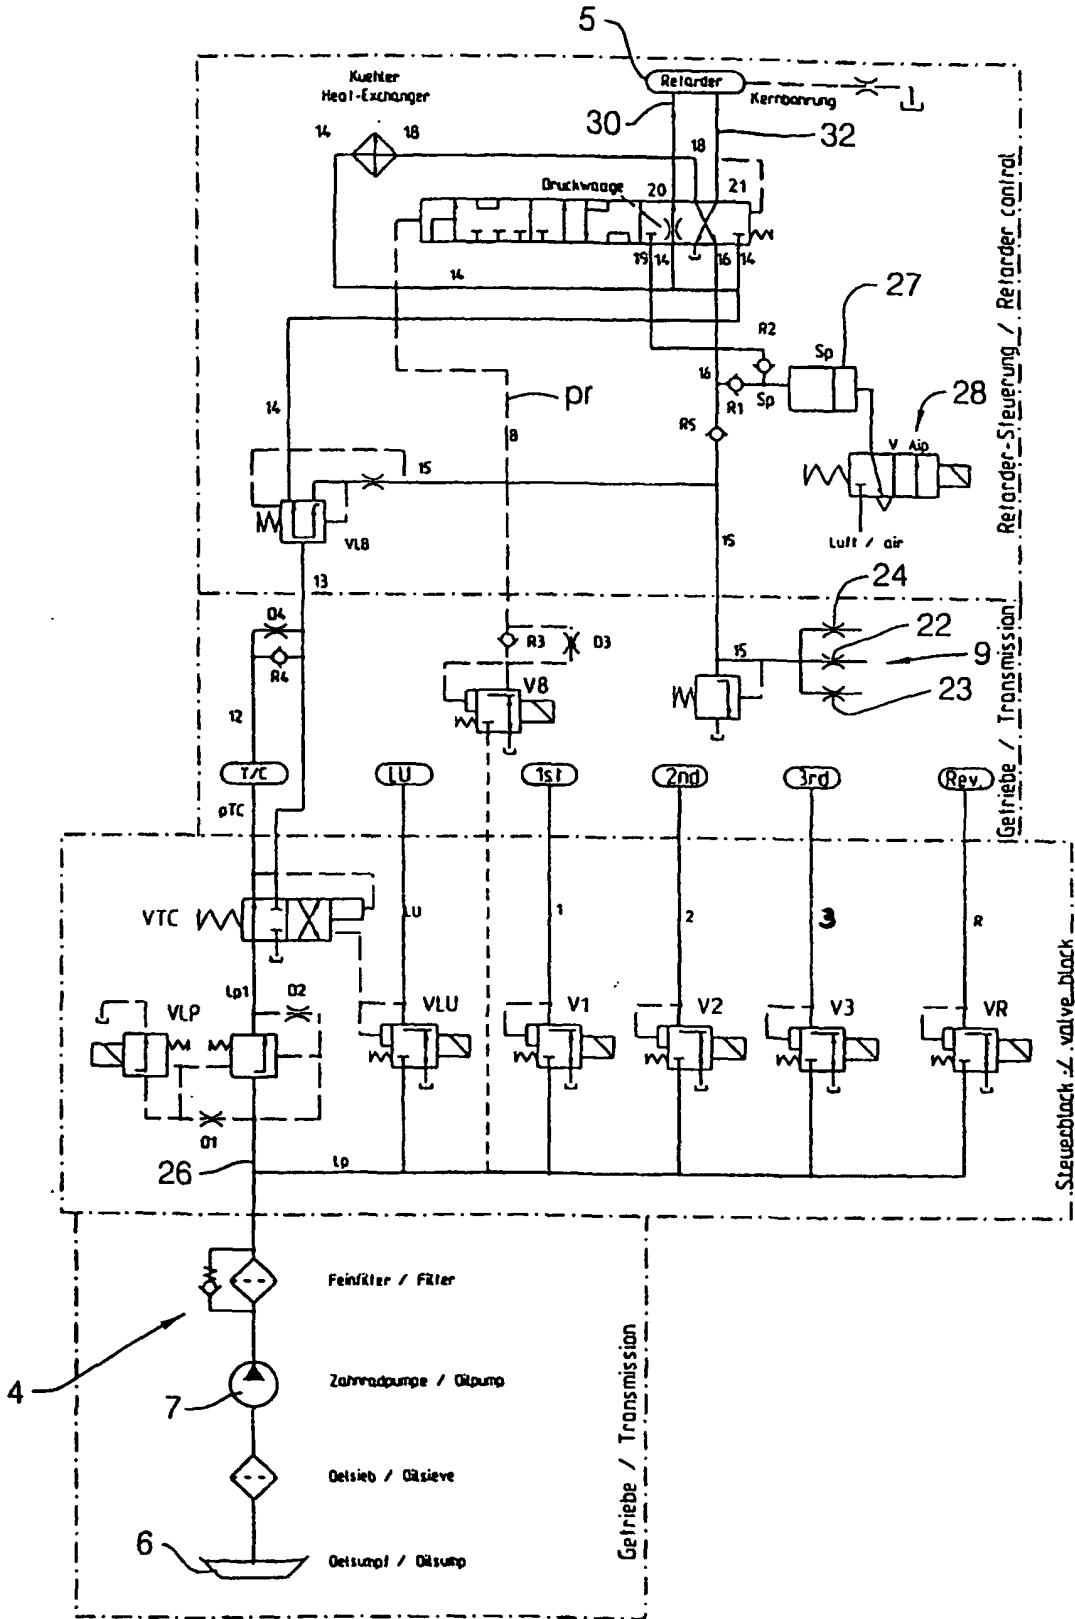 5
Kuehler
Heat-Exchanger
Retarder
Kernbohrung
30
32
14
18
18
Druckwaage
20
21
19
14
16
14
14
27
R2
Sp
16
R1
Sp
28
pr
14
8
R5
V
Aip
15
VLB
Luft / air
15
Retarder-Steuerung / Retarder control
13
24
D4
R3
D3
22
15
9
R4
V8
23
12
Getriebe / Transmission
T/C
LU
1st
2nd
3rd
Rev.
pTC
VTC
LU
1
2
3
R
lp1
D2
VLP
VLU
V1
V2
V3
VR
D1
26
lp
Steuerblock / valve block
Feinfilter / Filter
4
7
Zahnradpumpe / Oilpump
Oelsieb / Oilsieve
6
Oelsumpf / Oilsump
Getriebe / Transmission